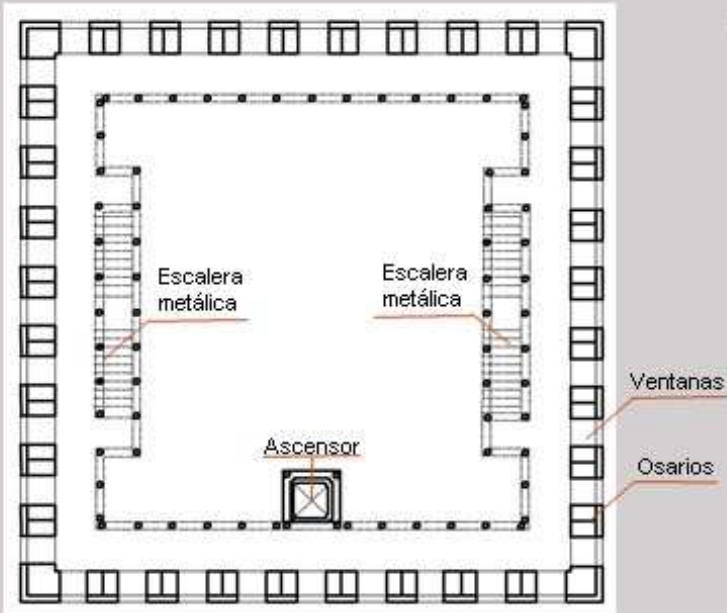 Escalera
metálica
Escalera
metálica
Ventanas
Ascensor
Osarios